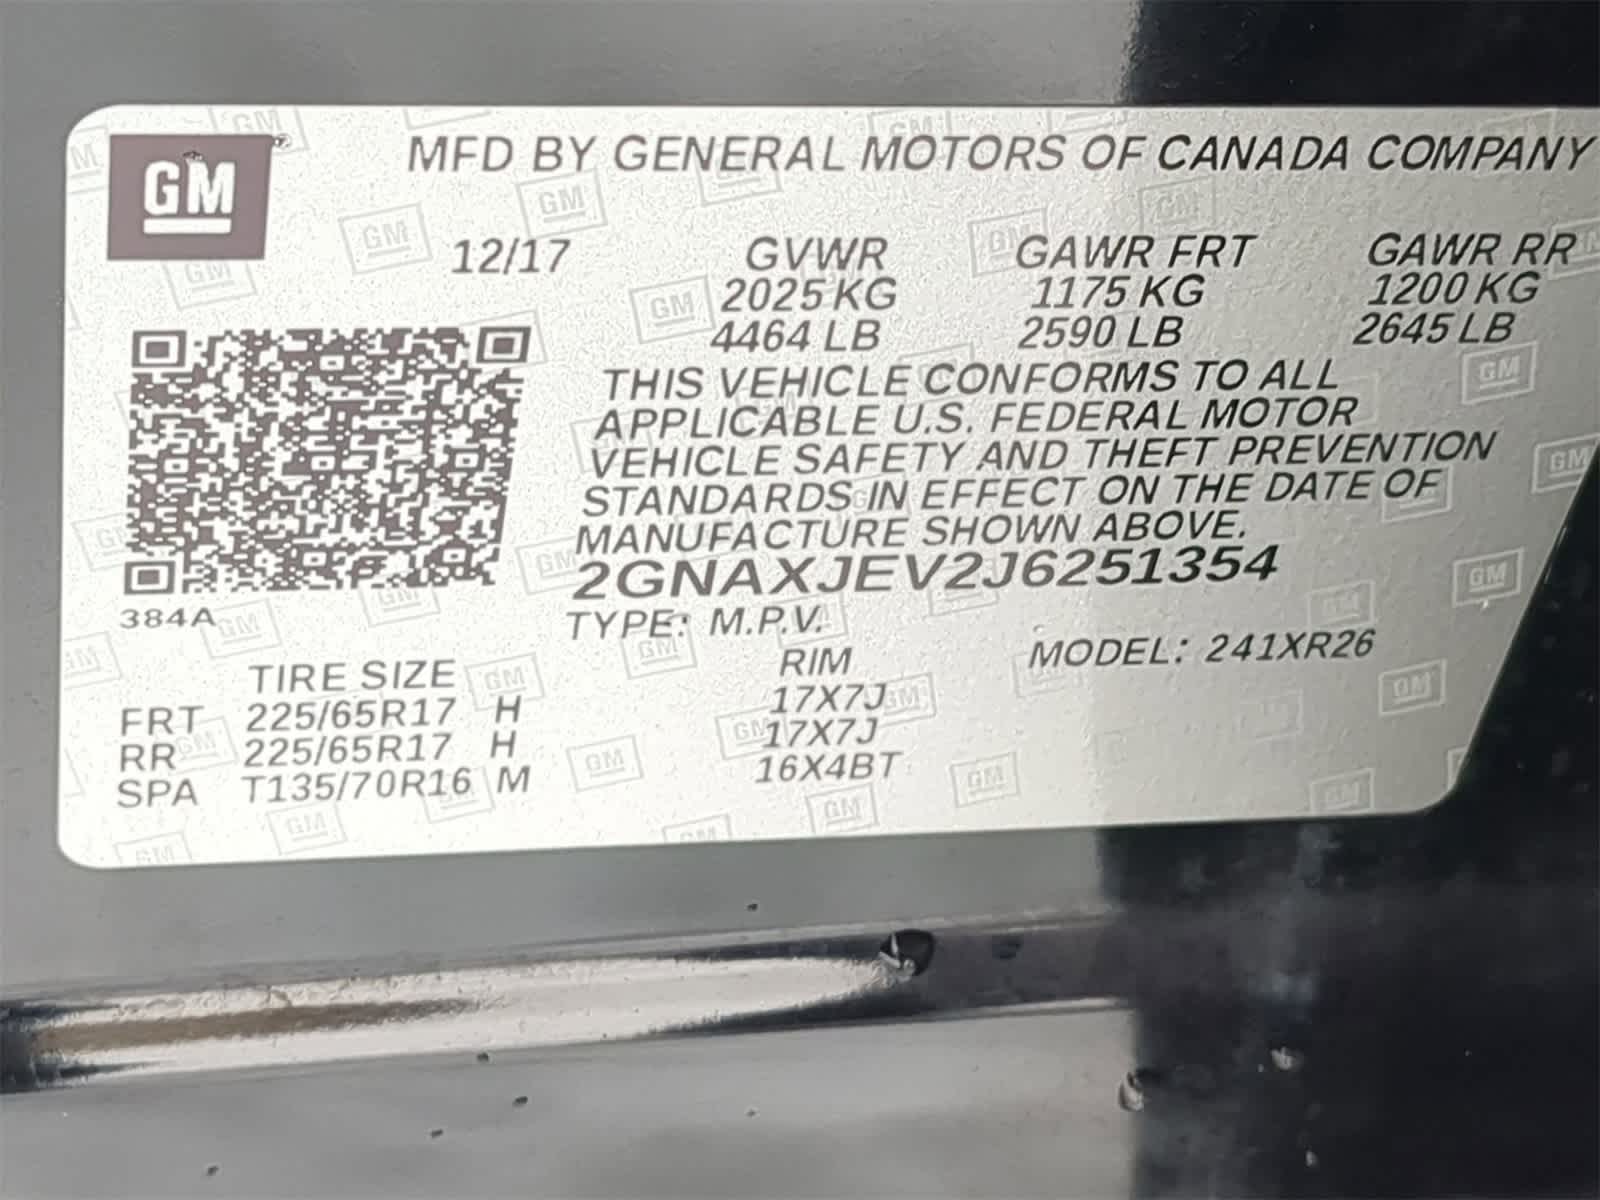 GM
MFD BY GENERAL MOTORS OF CANADA COMPANY
12/17 GVWR GAWR FRT GAWR RR
2025 KG 1175 KG 1200 KG
4464 LB 2590 LB 2645 LB
THIS VEHICLE CONFORMS TO ALL
APPLICABLE U.S. FEDERAL MOTOR
VEHICLE SAFETY AND THEFT PREVENTION
STANDARDS IN EFFECT ON THE DATE OF
MANUFACTURE SHOWN ABOVE.
2GNAXJEV2J6251354
384A
TYPE: M.P.V. MODEL: 241XR26
TIRE SIZE RIM
FRT 225/65R17 H 17X7J
RR 225/65R17 H 17X7J
SPA T135/70R16 M 16X4BT